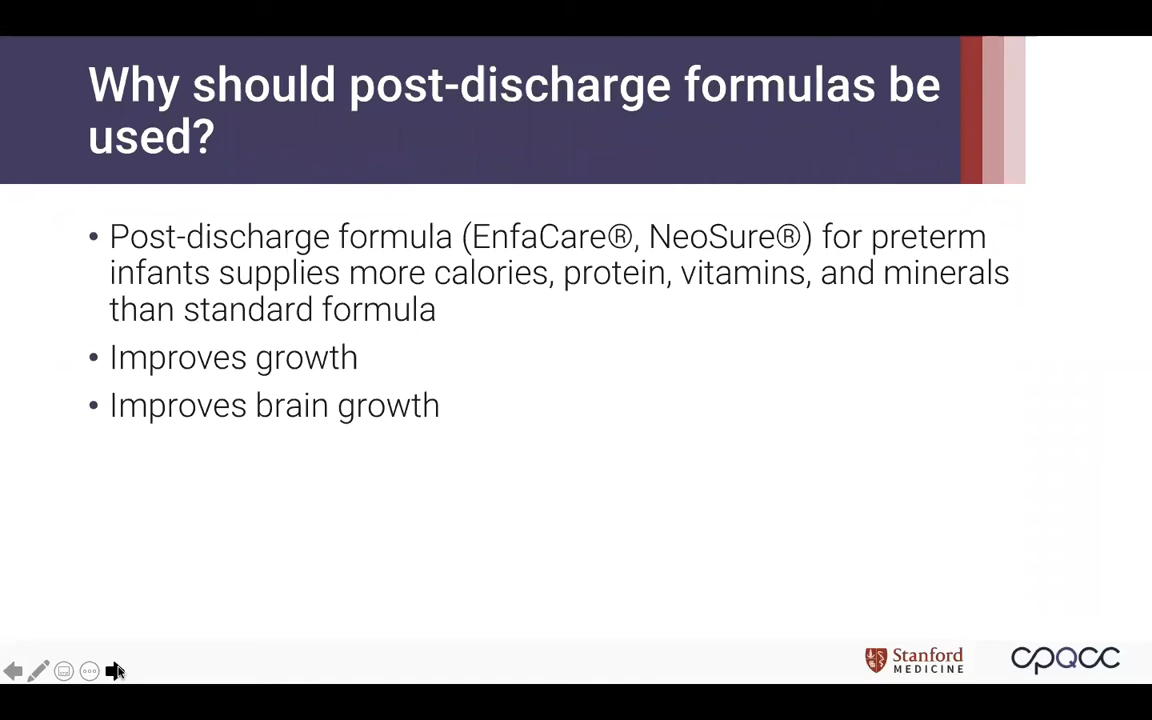 Why should post-discharge formulas be
used?
• Post-discharge formula (EnfaCare®, NeoSure®) for preterm
infants supplies more calories, protein, vitamins, and minerals
than standard formula
• Improves growth
• Improves brain growth
Stanford
MEDICINE
cpqcc